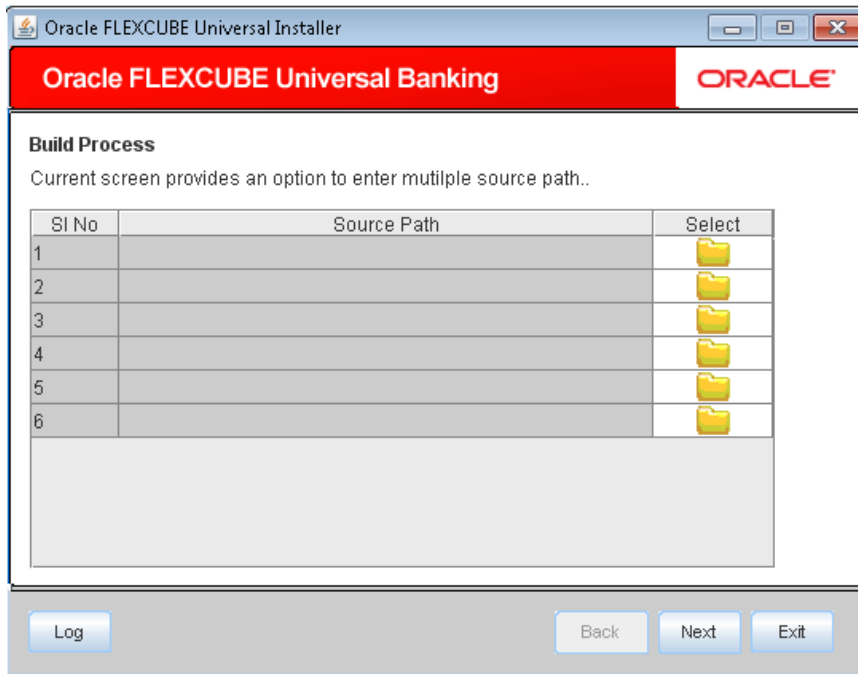 Oracle FLEXCUBE Universal Installer
Oracle FLEXCUBE Universal Banking
ORACLE
Build Process
Current screen provides an option to enter mutilple source path..
Sl No Source Path Select
1
2
3
4
5
6
Log Back Next Exit